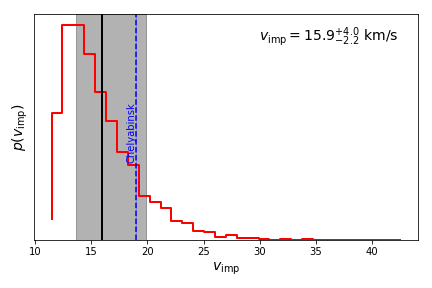 v_imp = 15.9^{+4.0}_{-2.2} km/s
p(v_imp)
Chelyabinsk
10 15 20 25 30 35 40
v_imp